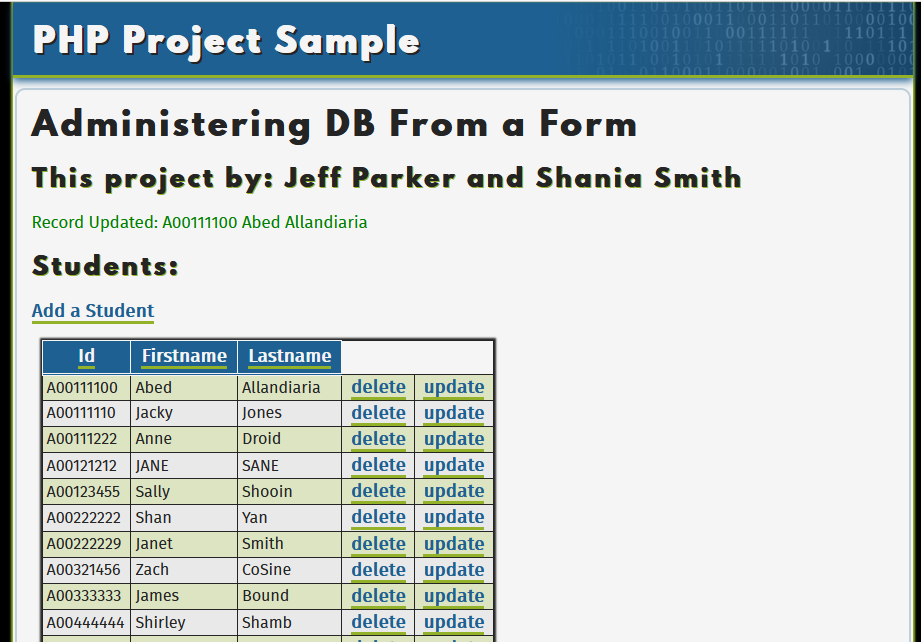 PHP Project Sample
Administering DB From a Form
This project by: Jeff Parker and Shania Smith
Record Updated: A00111100 Abed Allandiaria
Students:
Add a Student
Id Firstname Lastname
A00111100 Abed Allandiaria delete update
A00111110 Jacky Jones delete update
A00111222 Anne Droid delete update
A00121212 JANE SANE delete update
A00123455 Sally Shooin delete update
A00222222 Shan Yan delete update
A00222229 Janet Smith delete update
A00321456 Zach CoSine delete update
A00333333 James Bound delete update
A00444444 Shirley Shamb delete update